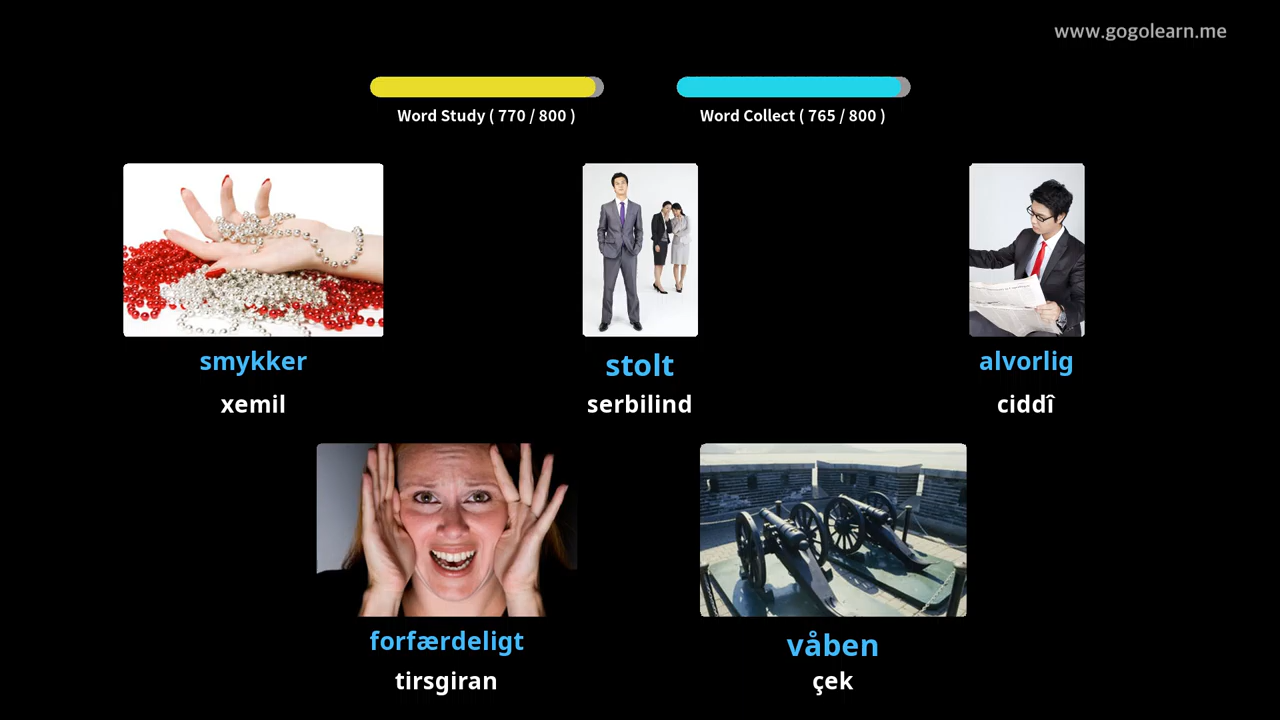 www.gogolearn.me
Word Study ( 770 / 800 )
Word Collect ( 765 / 800 )
smykker
xemil
stolt
serbilind
alvorlig
ciddî
forfærdeligt
tirsgiran
våben
çek